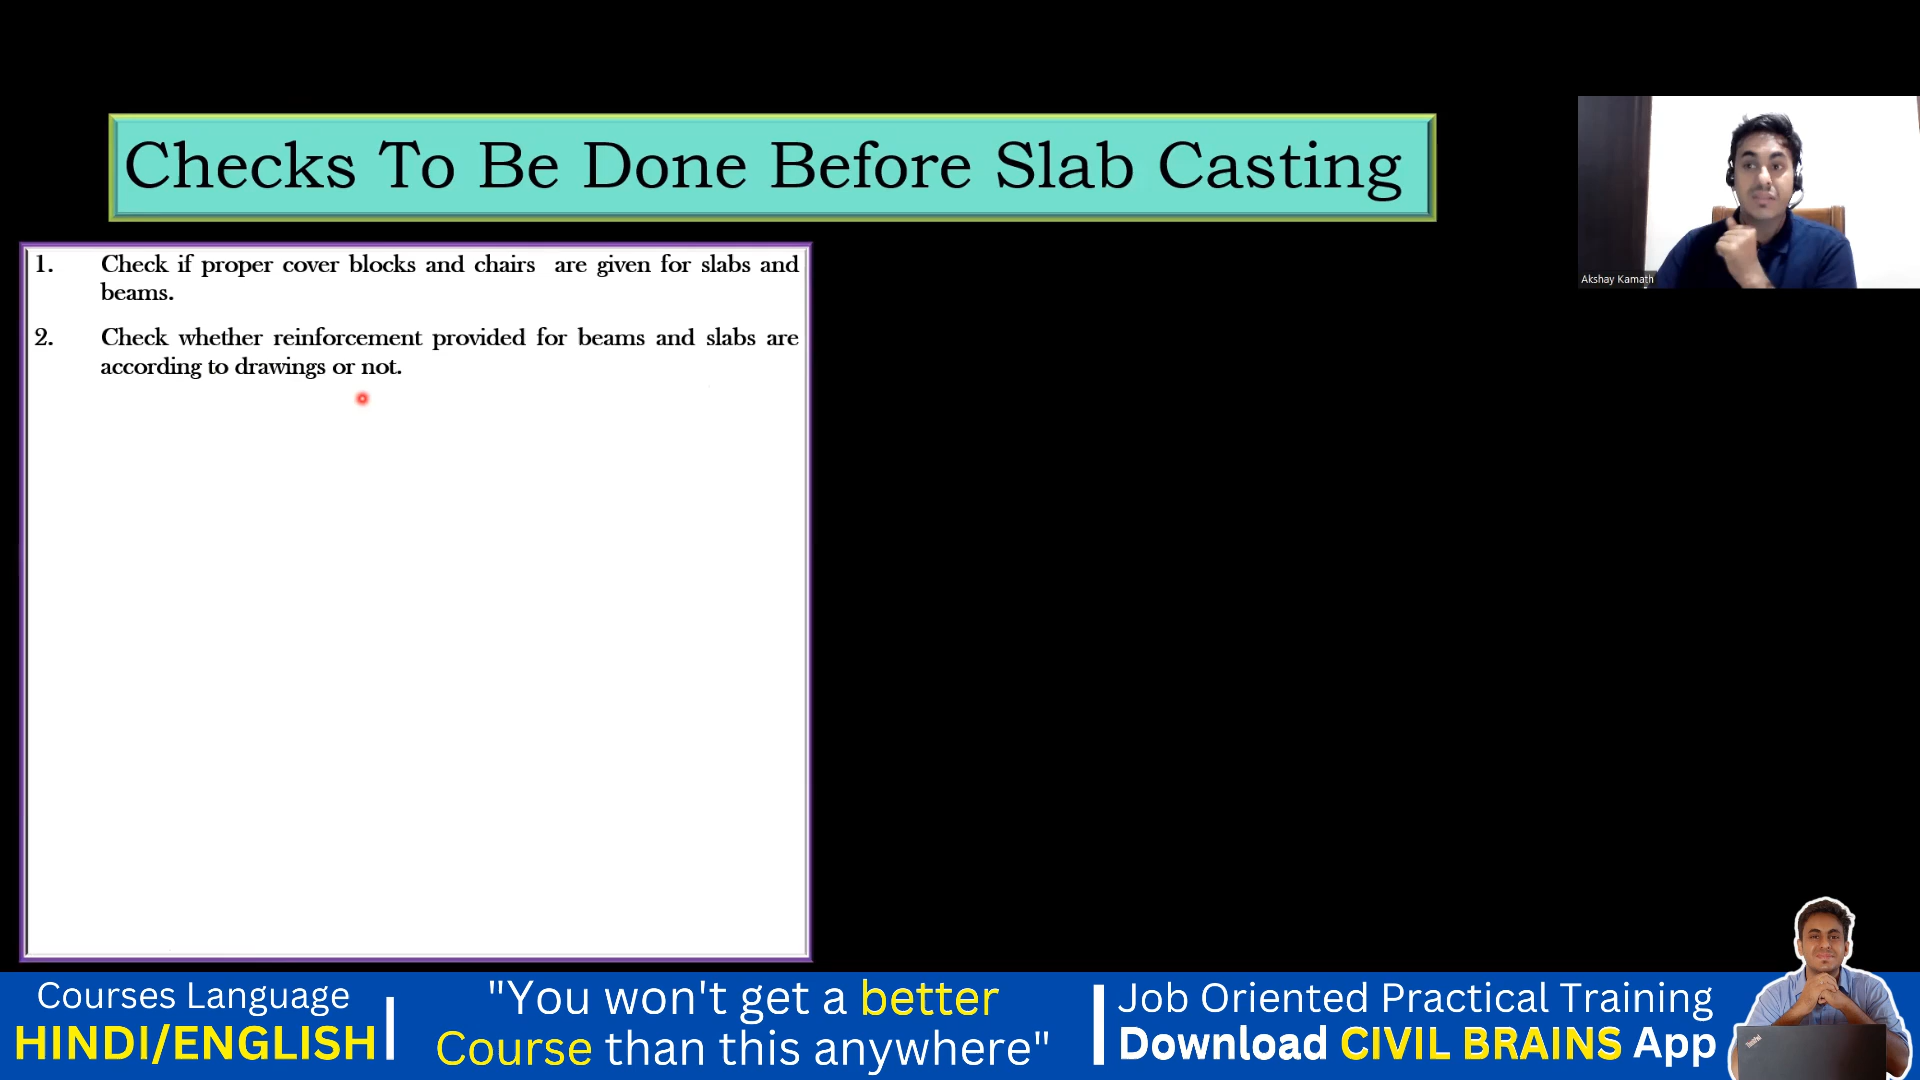 Checks To Be Done Before Slab Casting
1. Check if proper cover blocks and chairs are given for slabs and
beams.
2. Check whether reinforcement provided for beams and slabs are
according to drawings or not.
Akshay Kamath
Courses Language
HINDI/ENGLISH
"You won't get a better
Course than this anywhere"
Job Oriented Practical Training
Download CIVIL BRAINS App
ThinkPad